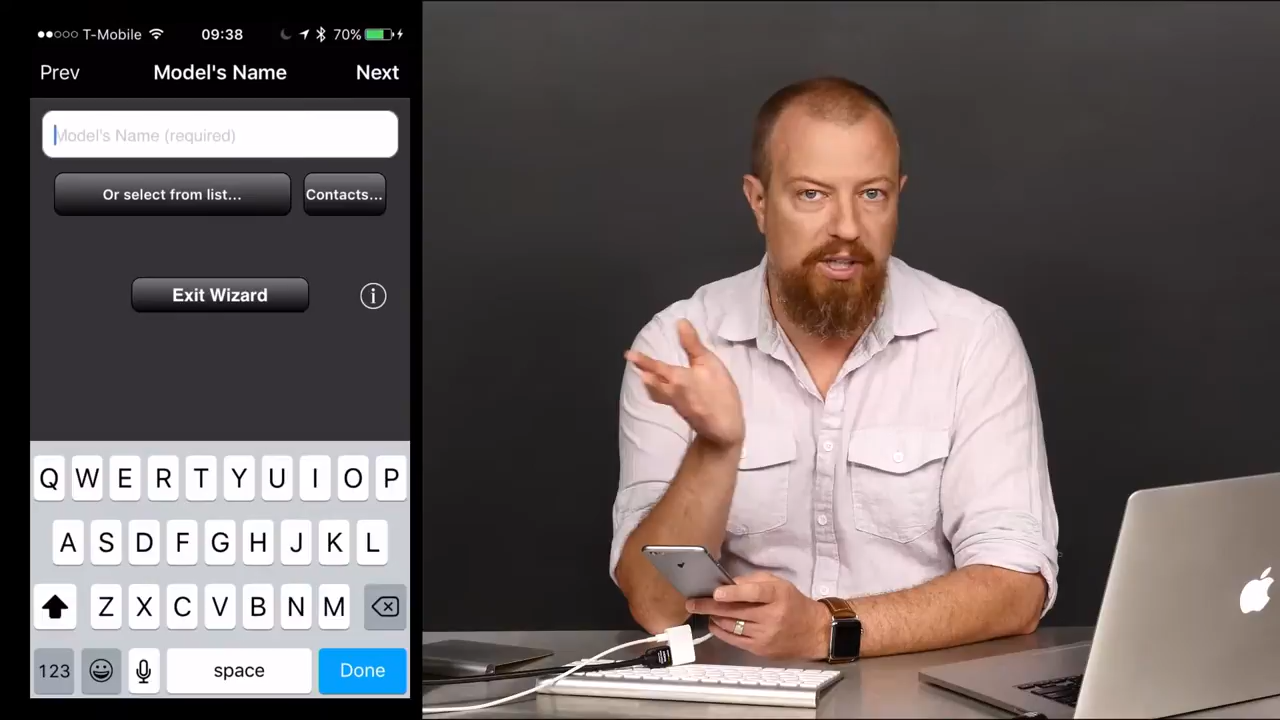 T-Mobile 09:38 70%
Prev Model's Name Next
Model's Name (required)
Or select from list... Contacts...
Exit Wizard i
Q W E R T Y U I O P
A S D F G H J K L
Z X C V B N M
123 space Done